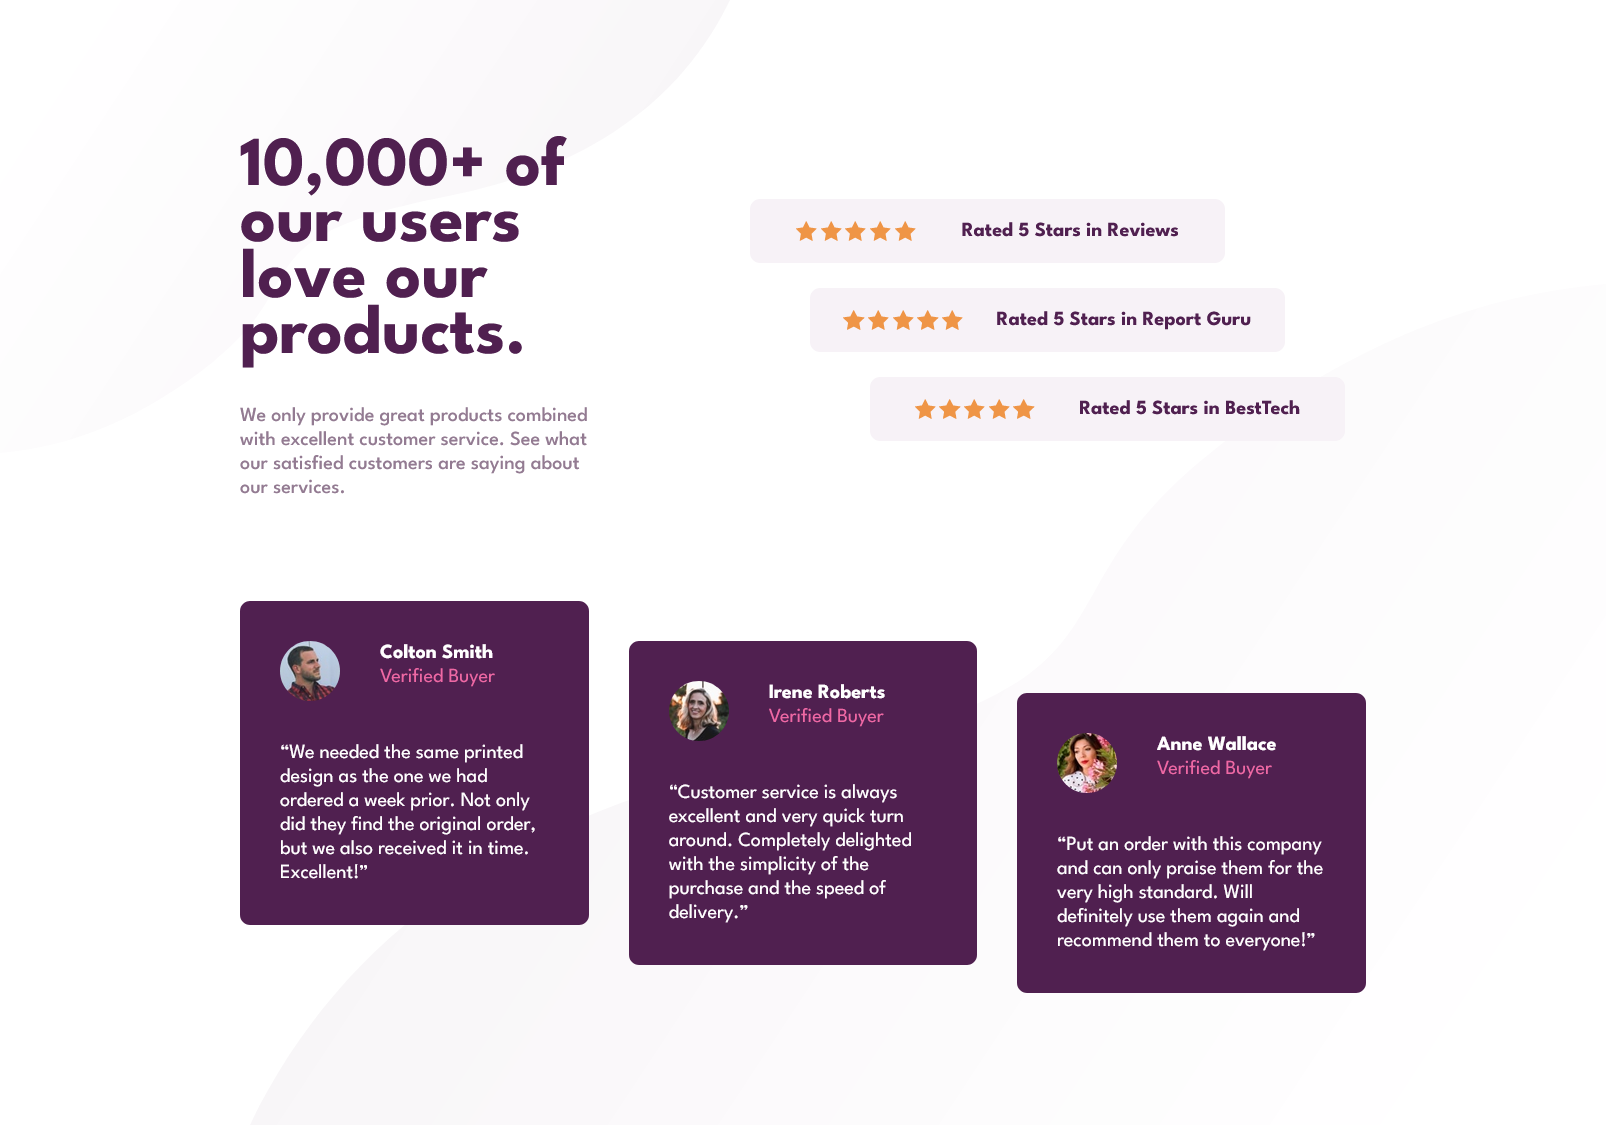 10,000+ of
our users
love our
products.
We only provide great products combined
with excellent customer service. See what
our satisfied customers are saying about
our services.
Rated 5 Stars in Reviews
Rated 5 Stars in Report Guru
Rated 5 Stars in BestTech
Colton Smith
Verified Buyer
“We needed the same printed
design as the one we had
ordered a week prior. Not only
did they find the original order,
but we also received it in time.
Excellent!”
Irene Roberts
Verified Buyer
“Customer service is always
excellent and very quick turn
around. Completely delighted
with the simplicity of the
purchase and the speed of
delivery.”
Anne Wallace
Verified Buyer
“Put an order with this company
and can only praise them for the
very high standard. Will
definitely use them again and
recommend them to everyone!”